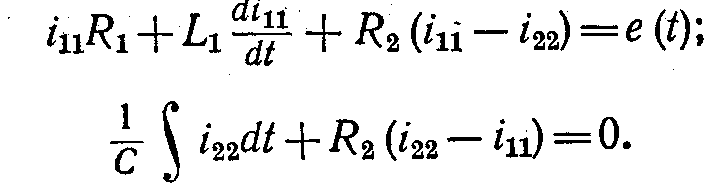 i₁₁R₁ + L₁ di₁₁/dt + R₂ (i₁₁ — i₂₂) = e (t);
1/C ∫ i₂₂dt + R₂ (i₂₂ — i₁₁) = 0.